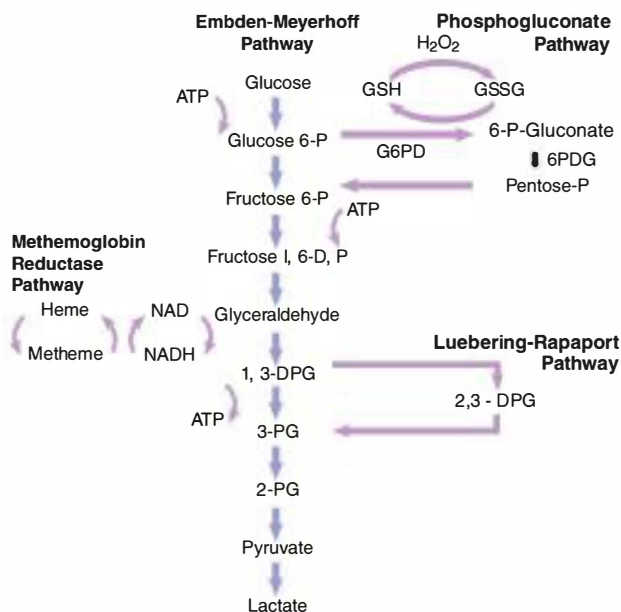 Embden-Meyerhoff
Pathway
Phosphogluconate
Pathway
H2O2
GSH
GSSG
ATP
Glucose
Glucose 6-P
G6PD
6-P-Gluconate
6PDG
Pentose-P
Fructose 6-P
ATP
Fructose I, 6-D, P
Methemoglobin
Reductase
Pathway
Heme
NAD
Metheme
NADH
Glyceraldehyde
Luebering-Rapaport
Pathway
1, 3-DPG
2,3 - DPG
ATP
3-PG
2-PG
Pyruvate
Lactate